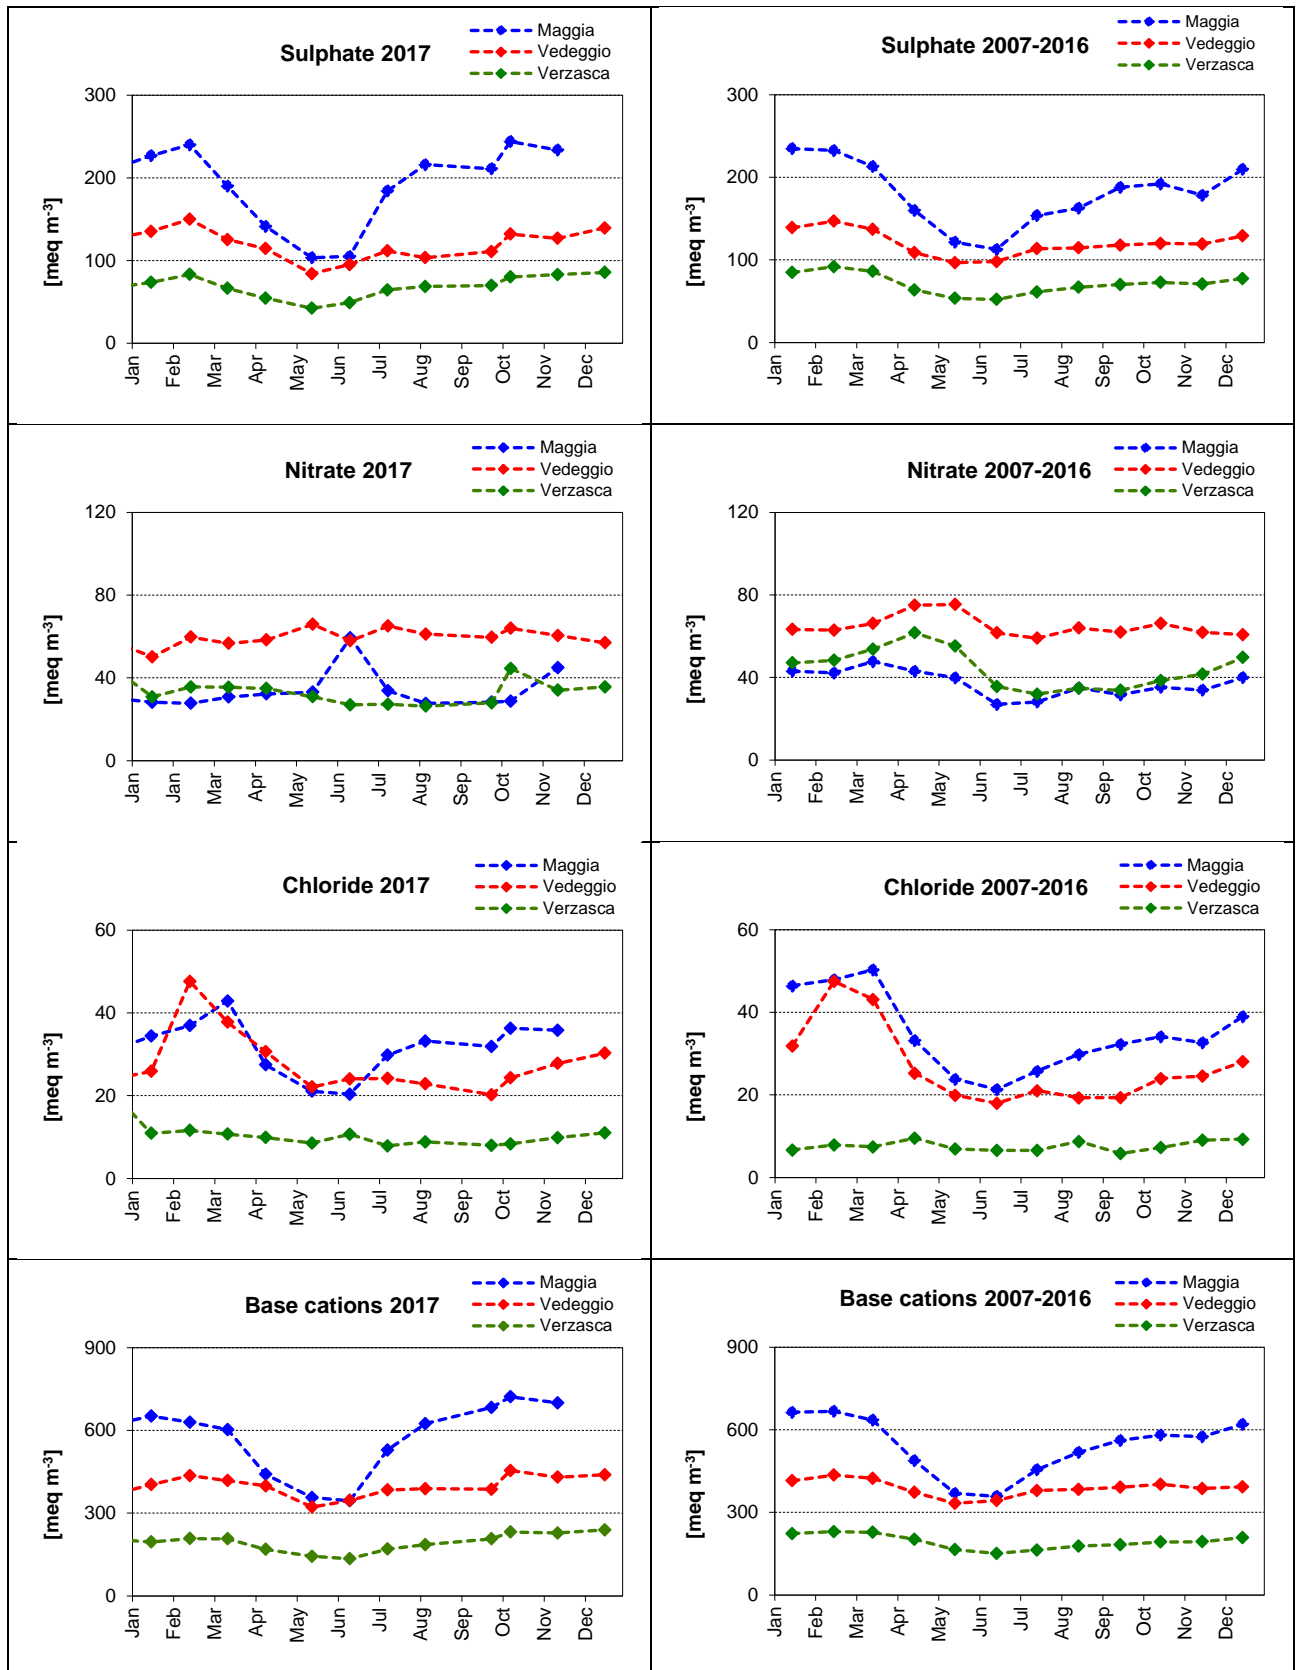 Sulphate 2017
Maggia
Vedeggio
Verzasca
[meq m-3]
300
200
100
0
Jan Feb Mar Apr May Jun Jul Aug Sep Oct Nov Dec
Sulphate 2007-2016
Maggia
Vedeggio
Verzasca
[meq m-3]
300
200
100
0
Jan Feb Mar Apr May Jun Jul Aug Sep Oct Nov Dec
Nitrate 2017
Maggia
Vedeggio
Verzasca
[meq m-3]
120
80
40
0
Jan Jan Mar Apr May Jun Jul Aug Sep Oct Nov Dec
Nitrate 2007-2016
Maggia
Vedeggio
Verzasca
[meq m-3]
120
80
40
0
Jan Feb Mar Apr May Jun Jul Aug Sep Oct Nov Dec
Chloride 2017
Maggia
Vedeggio
Verzasca
[meq m-3]
60
40
20
0
Jan Feb Mar Apr May Jun Jul Aug Sep Oct Nov Dec
Chloride 2007-2016
Maggia
Vedeggio
Verzasca
[meq m-3]
60
40
20
0
Jan Feb Mar Apr May Jun Jul Aug Sep Oct Nov Dec
Base cations 2017
Maggia
Vedeggio
Verzasca
[meq m-3]
900
600
300
0
Jan Feb Mar Apr May Jun Jul Aug Sep Oct Nov Dec
Base cations 2007-2016
Maggia
Vedeggio
Verzasca
[meq m-3]
900
600
300
0
Jan Feb Mar Apr May Jun Jul Aug Sep Oct Nov Dec